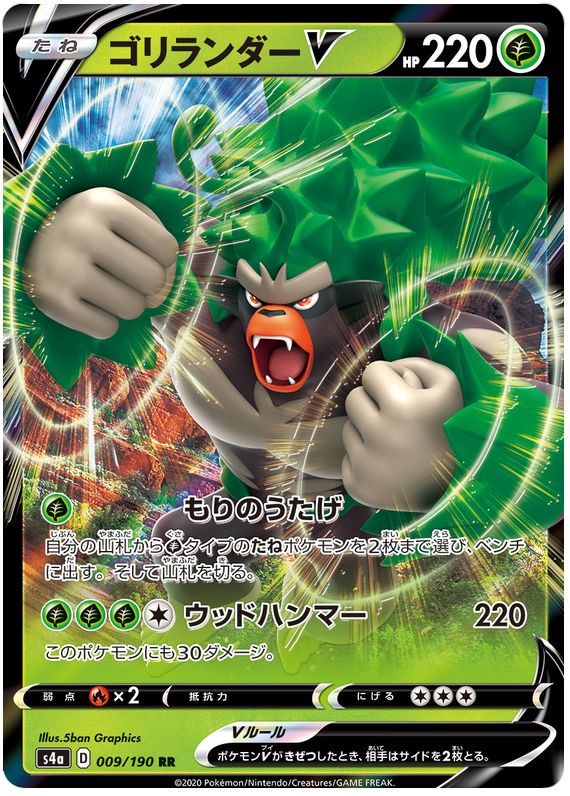 たね ゴリランダーV HP 220
もりのうたげ
自分の山札から草タイプのたねポケモンを2枚まで選び、ベンチ
に出す。そして山札を切る。
ウッドハンマー 220
このポケモンにも30ダメージ。
弱点 ×2 抵抗力 にげる
Illus.5ban Graphics
Vルール
s4a D 009/190 RR
ポケモンVがきぜつしたとき、相手はサイドを2枚とる。
©2020 Pokémon/Nintendo/Creatures/GAME FREAK.